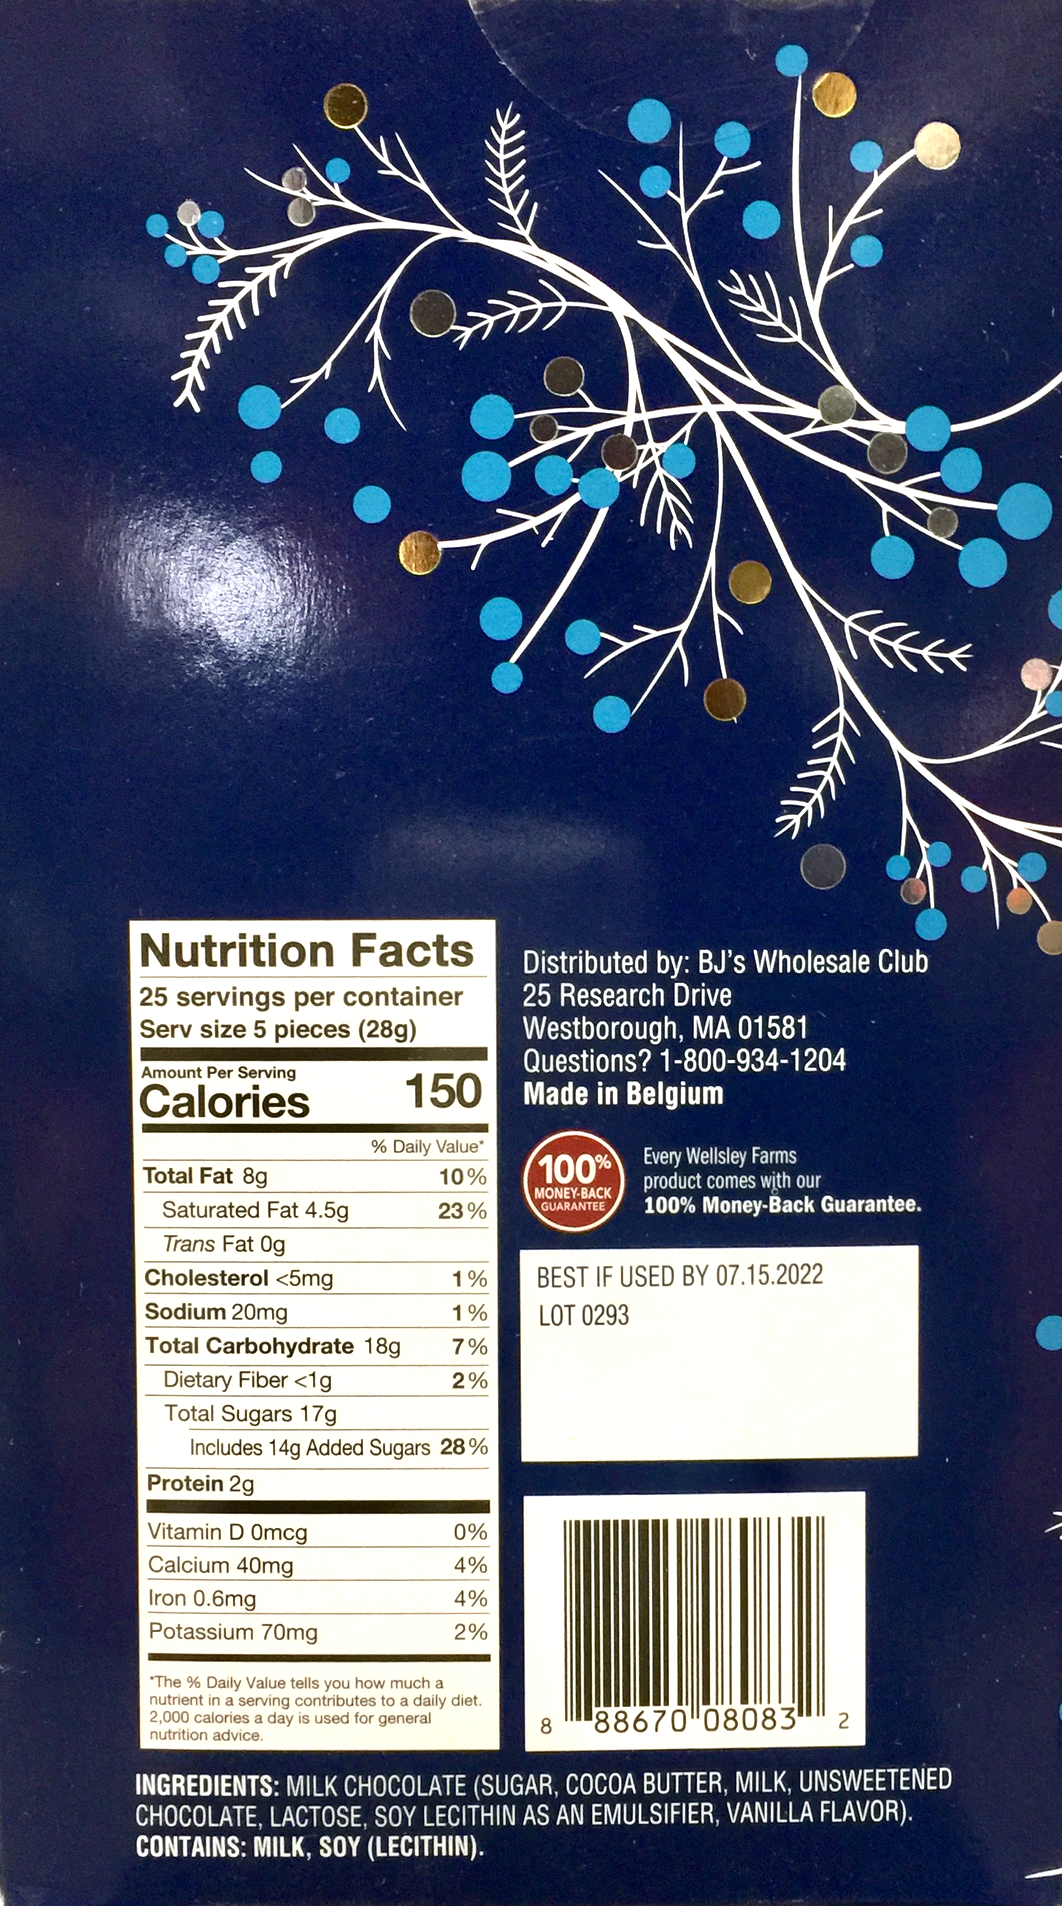 Nutrition Facts
25 servings per container
Serv size 5 pieces (28g)
Amount Per Serving
Calories 150
% Daily Value*
Total Fat 8g 10%
Saturated Fat 4.5g 23%
Trans Fat 0g
Cholesterol <5mg 1%
Sodium 20mg 1%
Total Carbohydrate 18g 7%
Dietary Fiber <1g 2%
Total Sugars 17g
Includes 14g Added Sugars 28%
Protein 2g
Vitamin D 0mcg 0%
Calcium 40mg 4%
Iron 0.6mg 4%
Potassium 70mg 2%
*The % Daily Value tells you how much a
nutrient in a serving contributes to a daily diet.
2,000 calories a day is used for general
nutrition advice.
Distributed by: BJ's Wholesale Club
25 Research Drive
Westborough, MA 01581
Questions? 1-800-934-1204
Made in Belgium
100%
MONEY-BACK
GUARANTEE
Every Wellsley Farms
product comes with our
100% Money-Back Guarantee.
BEST IF USED BY 07.15.2022
LOT 0293
8 88670 08083 2
INGREDIENTS: MILK CHOCOLATE (SUGAR, COCOA BUTTER, MILK, UNSWEETENED
CHOCOLATE, LACTOSE, SOY LECITHIN AS AN EMULSIFIER, VANILLA FLAVOR).
CONTAINS: MILK, SOY (LECITHIN).